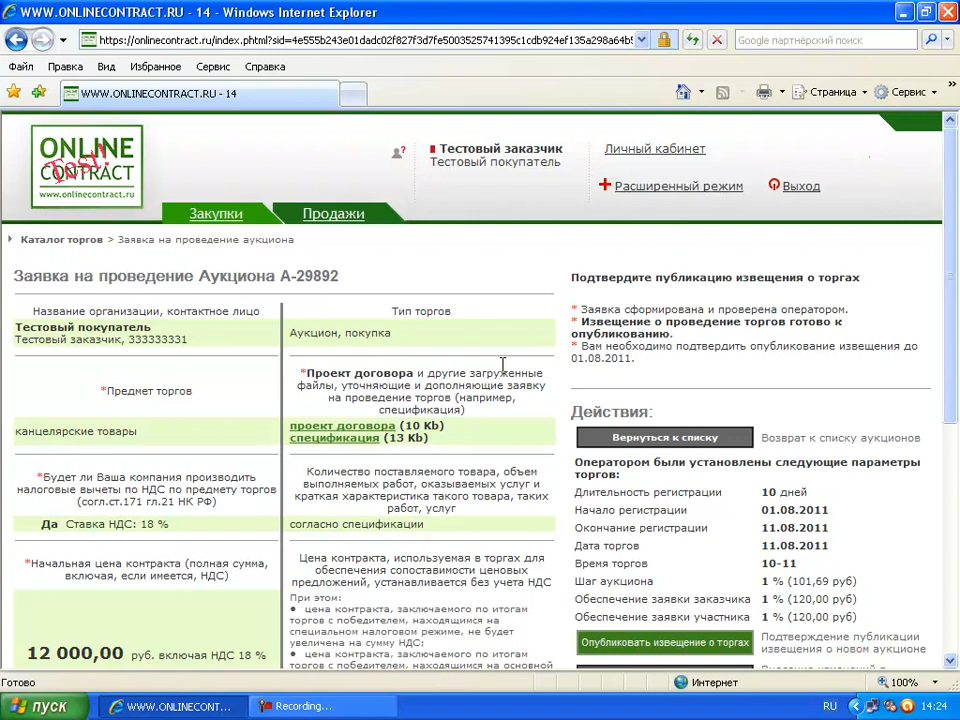 WWW.ONLINECONTRACT.RU - 14 - Windows Internet Explorer
https://onlinecontract.ru/index.phtml?sid=4e555b243e01dadc02f827f3d7fe5003525741395c1cdb924ef135a298a64b5
Google партнёрский поиск
Файл Правка Вид Избранное Сервис Справка
WWW.ONLINECONTRACT.RU - 14
Страница Сервис
ONLINE
CONTRACT
Test!
www.onlinecontract.ru
Тестовый заказчик
Тестовый покупатель
Личный кабинет
Расширенный режим
Выход
Закупки Продажи
Каталог торгов > Заявка на проведение аукциона
Заявка на проведение Аукциона А-29892
Название организации, контактное лицо
Тестовый покупатель
Тестовый заказчик, 333333331
Тип торгов
Аукцион, покупка
*Предмет торгов
канцелярские товары
*Проект договора и другие загруженные
файлы, уточняющие и дополняющие заявку
на проведение торгов (например,
спецификация)
проект договора (10 Kb)
спецификация (13 Kb)
*Будет ли Ваша компания производить
налоговые вычеты по НДС по предмету торгов
(согл.ст.171 гл.21 НК РФ)
Да Ставка НДС: 18 %
Количество поставляемого товара, объем
выполняемых работ, оказываемых услуг и
краткая характеристика такого товара, таких
работ, услуг
согласно спецификации
*Начальная цена контракта (полная сумма,
включая, если имеется, НДС)
12 000,00 руб. включая НДС 18 %
Цена контракта, используемая в торгах для
обеспечения сопоставимости ценовых
предложений, устанавливается без учета НДС
При этом:
● цена контракта, заключаемого по итогам
торгов с победителем, находящимся на
специальном налоговом режиме, не будет
увеличена на сумму НДС;
● цена контракта, заключаемого по итогам
торгов с победителем, находящимся на основной
Подтвердите публикацию извещения о торгах
* Заявка сформирована и проверена оператором.
* Извещение о проведение торгов готово к
опубликованию.
* Вам необходимо подтвердить опубликование извещения до
01.08.2011.
Действия:
Вернуться к списку Возврат к списку аукционов
Оператором были установлены следующие параметры
торгов:
Длительность регистрации 10 дней
Начало регистрации 01.08.2011
Окончание регистрации 11.08.2011
Дата торгов 11.08.2011
Время торгов 10-11
Шаг аукциона 1 % (101,69 руб)
Обеспечение заявки заказчика 1 % (120,00 руб)
Обеспечение заявки участника 1 % (120,00 руб)
Опубликовать извещение о торгах
Подтверждение публикации
извещения о новом аукционе
Готово
Интернет
100%
пуск
WWW.ONLINECONT...
Recording...
RU
14:24